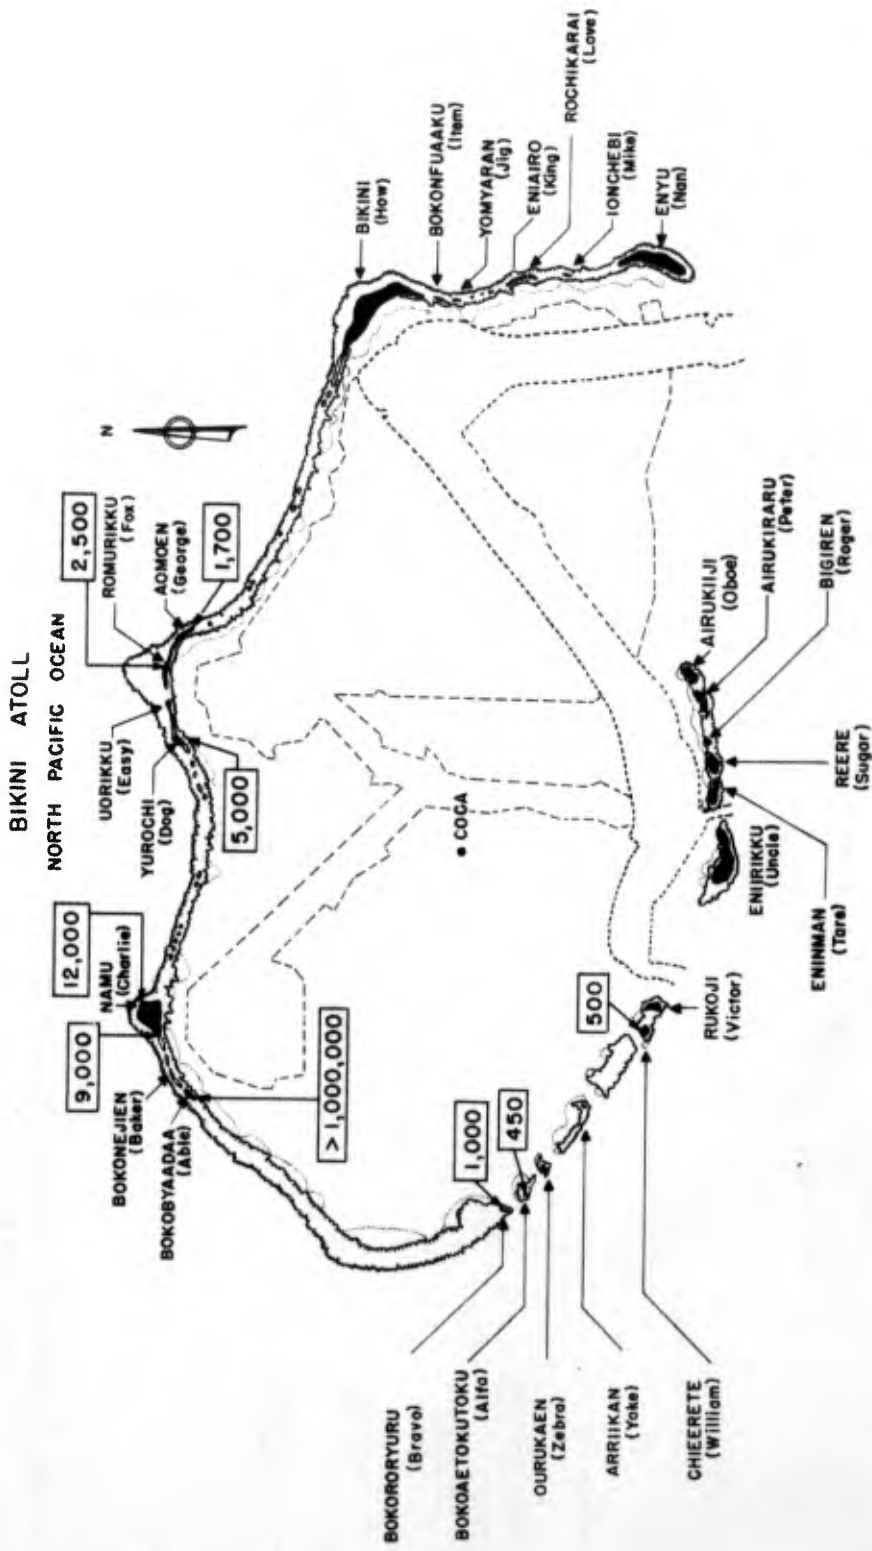 BIKINI ATOLL
NORTH PACIFIC OCEAN
N
2,500
ROMURIKKU
(Fox)
AOMOEN
(George)
1,700
UORIKKU
(Easy)
YUROCHI
(Dog)
5,000
12,000
NAMU
(Charlie)
9,000
BOKONEJIEN
(Baker)
BOKOBYAADAA
(Able)
>1,000,000
BIKINI
(How)
BOKONFUAAKU
(Item)
YOMYARAN
(Jig)
ENIAIRO
(King)
ROCHIKARAI
(Love)
IONCHEBI
(Mike)
ENYU
(Nan)
COCA
1,000
450
500
BOKORORYURU
(Bravo)
BOKOAETOKUTOKU
(Alfa)
OURUKAEN
(Zebra)
ARRIIKAN
(Yoke)
CHIEERETE
(William)
RUKOJI
(Victor)
ENIIRIKKU
(Uncle)
ENINMAN
(Tare)
REERE
(Sugar)
BIGIREN
(Roger)
AIRUKIRARU
(Peter)
AIRUKIIJI
(Oboe)